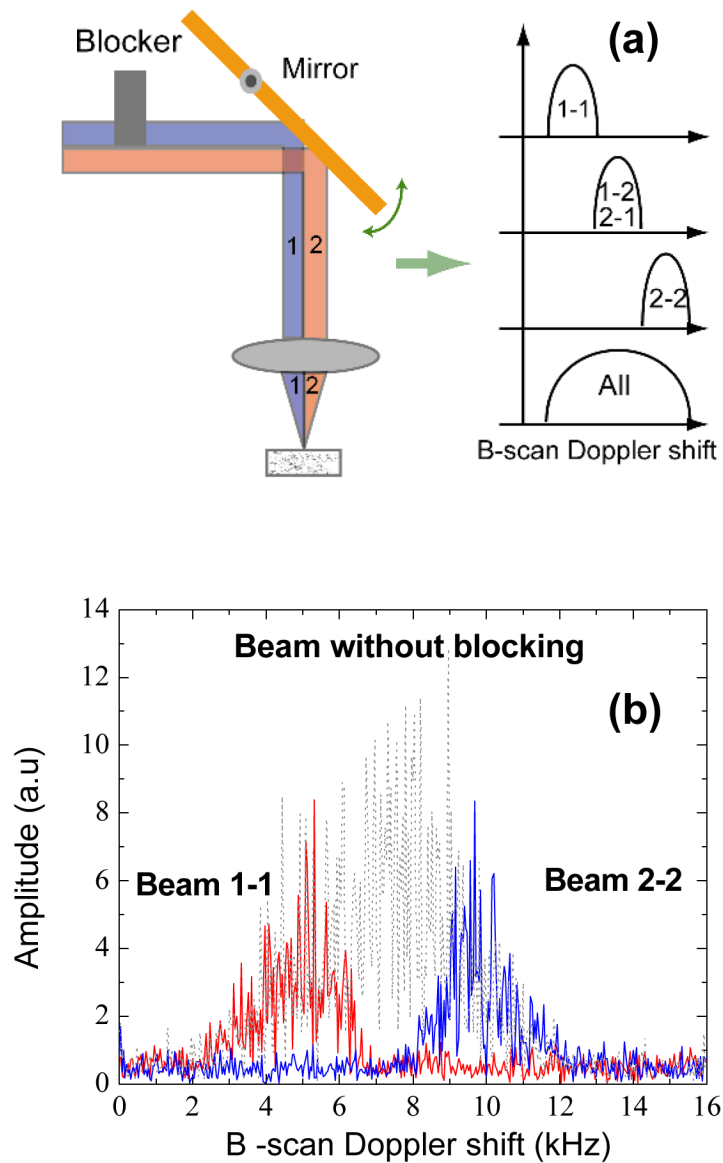 Blocker
Mirror
(a)
1
2
1
2
1-1
1-2
2-1
2-2
All
B-scan Doppler shift
14
12
10
8
6
4
2
0
Amplitude (a.u)
Beam without blocking
(b)
Beam 1-1
Beam 2-2
0
2
4
6
8
10
12
14
16
B -scan Doppler shift (kHz)